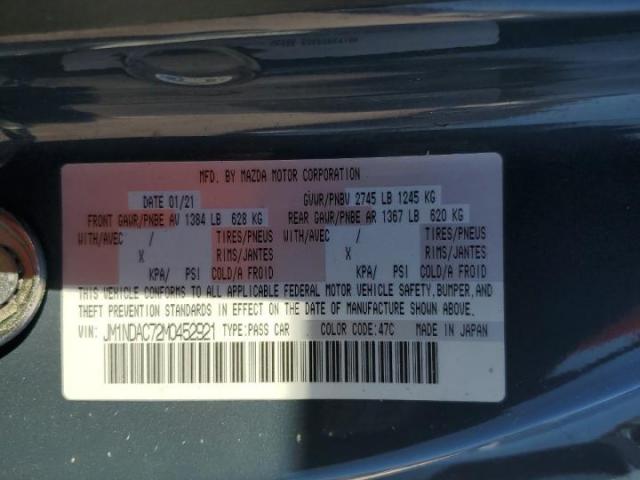 MFD. BY MAZDA MOTOR CORPORATION
DATE 01/21 GVWR/PNBV 2745 LB 1245 KG
FRONT GAWR/PNBE AV 1384 LB 628 KG REAR GAWR/PNBE AR 1367 LB 620 KG
WITH/AVEC / TIRES/PNEUS WITH/AVEC / TIRES/PNEUS
X RIMS/JANTES X RIMS/JANTES
KPA/ PSI COLD/A FROID KPA/ PSI COLD/A FROID
THIS VEHICLE CONFORMS TO ALL APPLICABLE FEDERAL MOTOR VEHICLE SAFETY, BUMPER, AND
THEFT PREVENTION STANDARDS IN EFFECT ON THE DATE OF MANUFACTURE SHOWN ABOVE.
VIN: JM1NDAC72M0452921 TYPE:PASS CAR COLOR CODE:47C MADE IN JAPAN